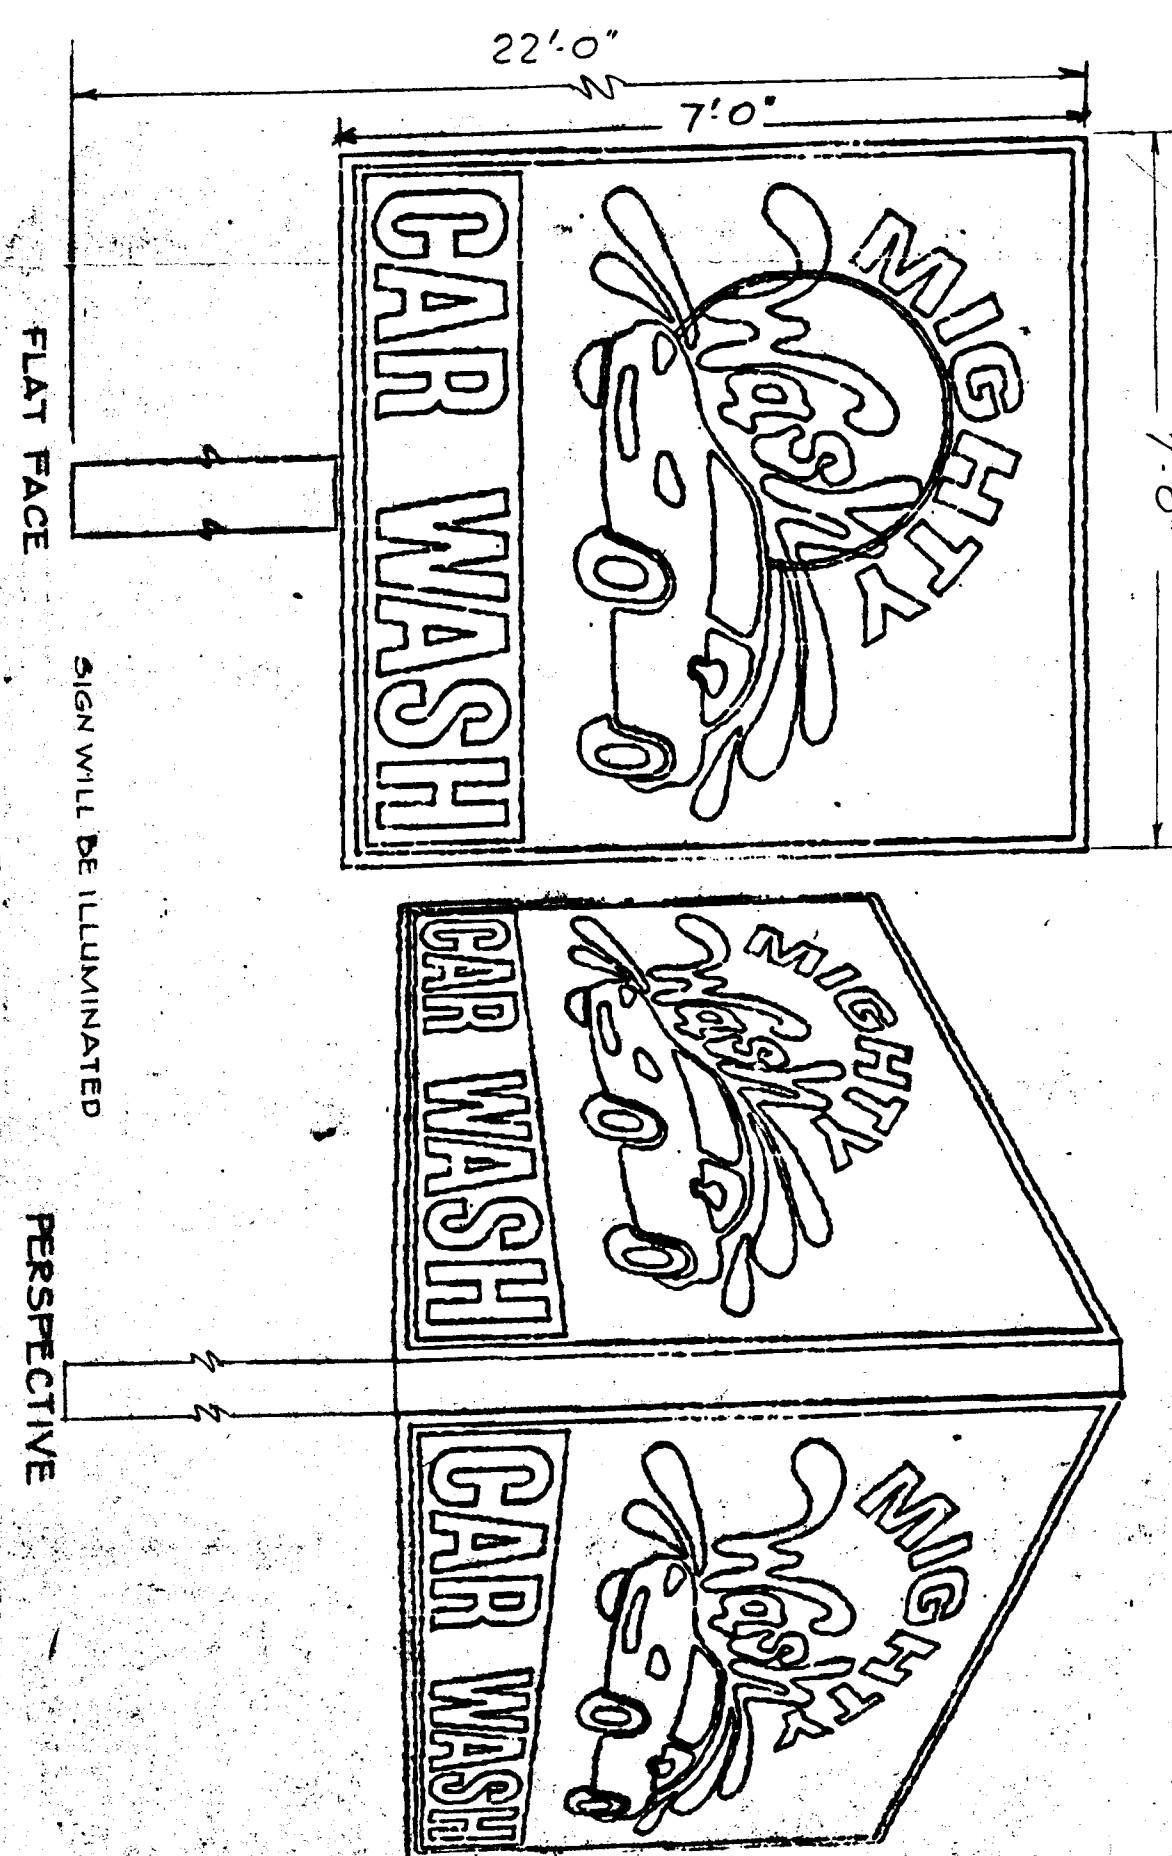 22'-0"
7'-0"
7'-0"
MIGHTY
Wash
CAR WASH
FLAT FACE
SIGN WILL BE ILLUMINATED
MIGHTY
Wash
CAR WASH
MIGHTY
Wash
CAR WASH
PERSPECTIVE